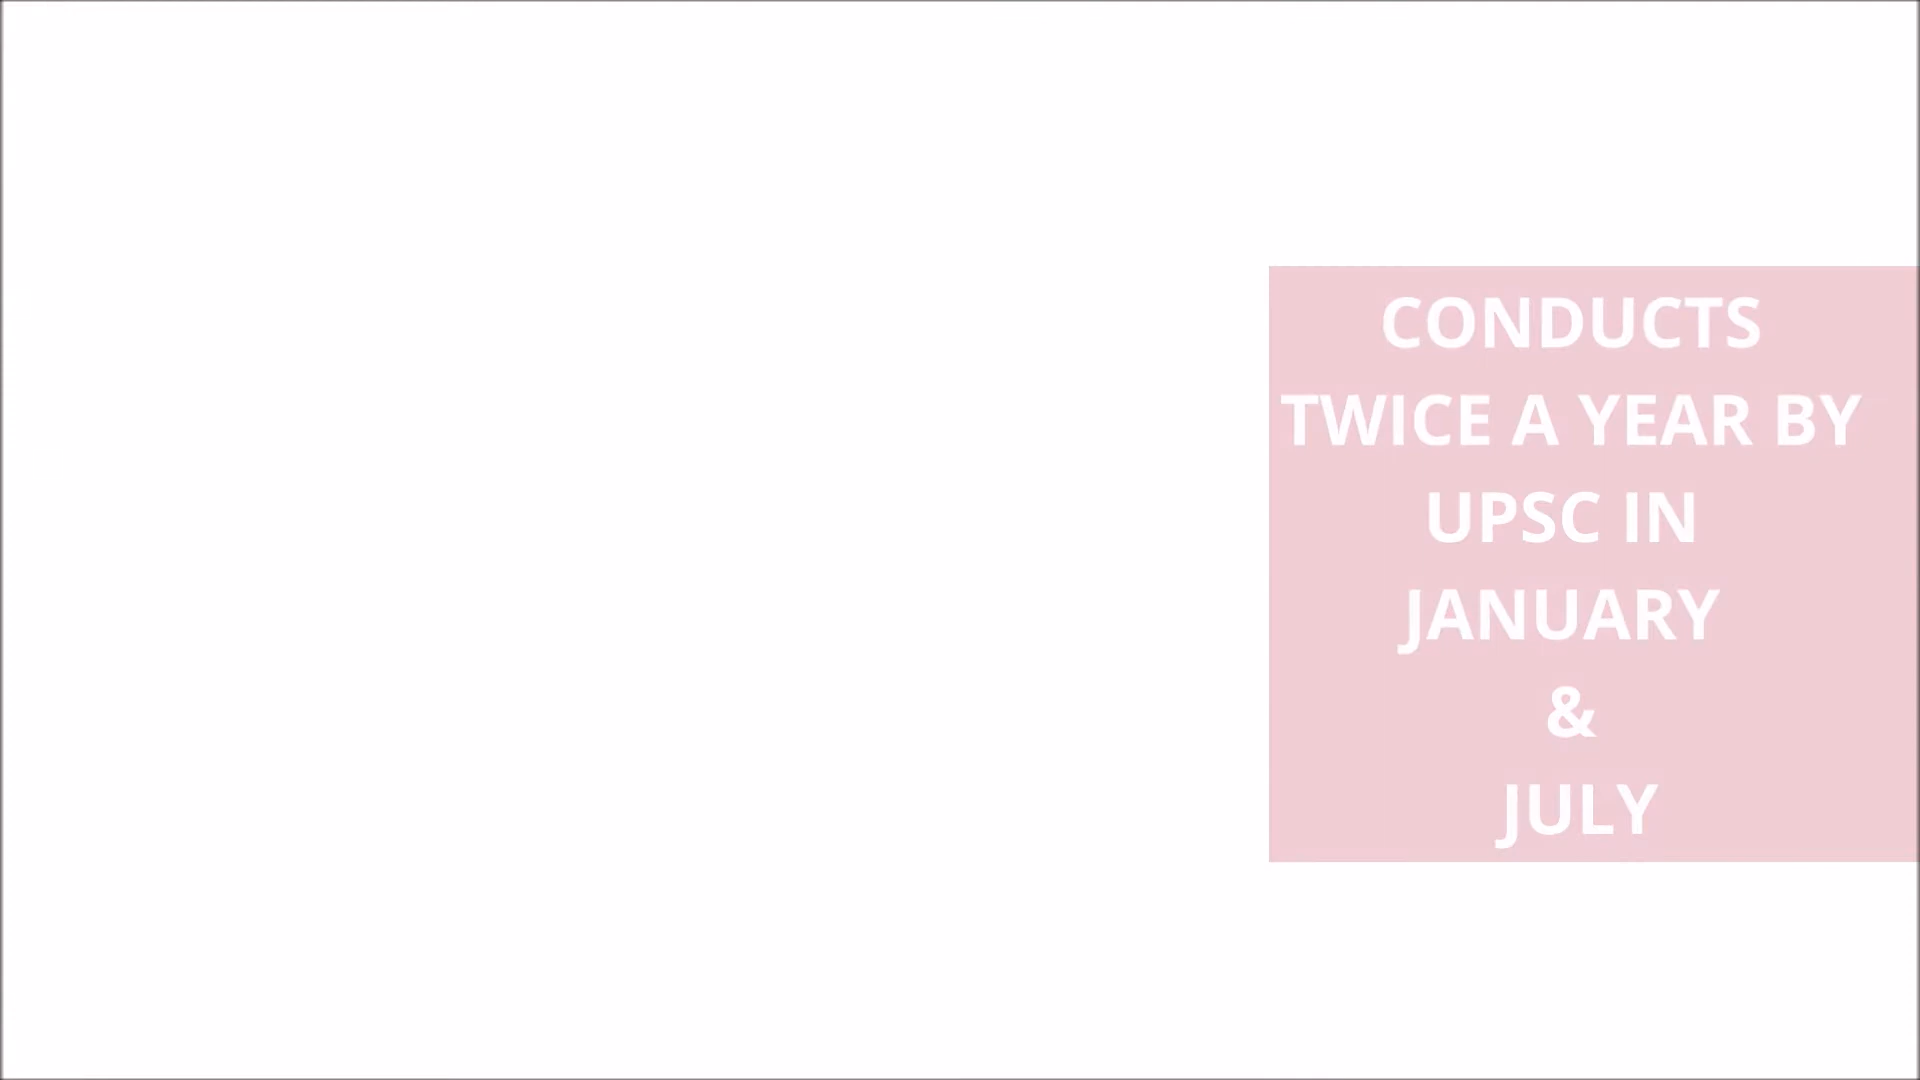 CONDUCTS
TWICE A YEAR BY
UPSC IN
JANUARY
&
JULY